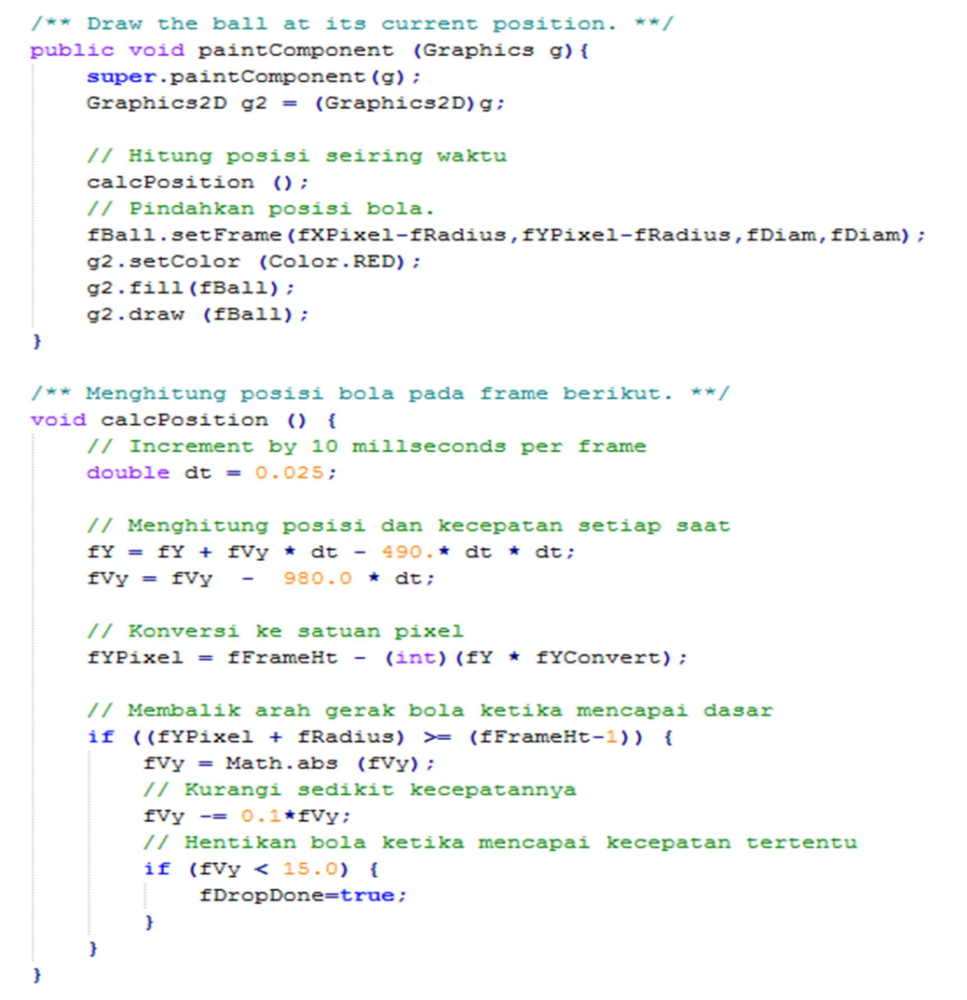 /** Draw the ball at its current position. **/
public void paintComponent (Graphics g){
super.paintComponent(g);
Graphics2D g2 = (Graphics2D)g;
// Hitung posisi seiring waktu
calcPosition ();
// Pindahkan posisi bola.
fBall.setFrame(fXPixel-fRadius,fYPixel-fRadius,fDiam,fDiam);
g2.setColor (Color.RED);
g2.fill(fBall);
g2.draw (fBall);
}
/** Menghitung posisi bola pada frame berikut. **/
void calcPosition () {
// Increment by 10 millseconds per frame
double dt = 0.025;
// Menghitung posisi dan kecepatan setiap saat
fY = fY + fVy * dt - 490.* dt * dt;
fVy = fVy - 980.0 * dt;
// Konversi ke satuan pixel
fYPixel = fFrameHt - (int)(fY * fYConvert);
// Membalik arah gerak bola ketika mencapai dasar
if ((fYPixel + fRadius) >= (fFrameHt-1)) {
fVy = Math.abs (fVy);
// Kurangi sedikit kecepatannya
fVy -= 0.1*fVy;
// Hentikan bola ketika mencapai kecepatan tertentu
if (fVy < 15.0) {
fDropDone=true;
}
}
}